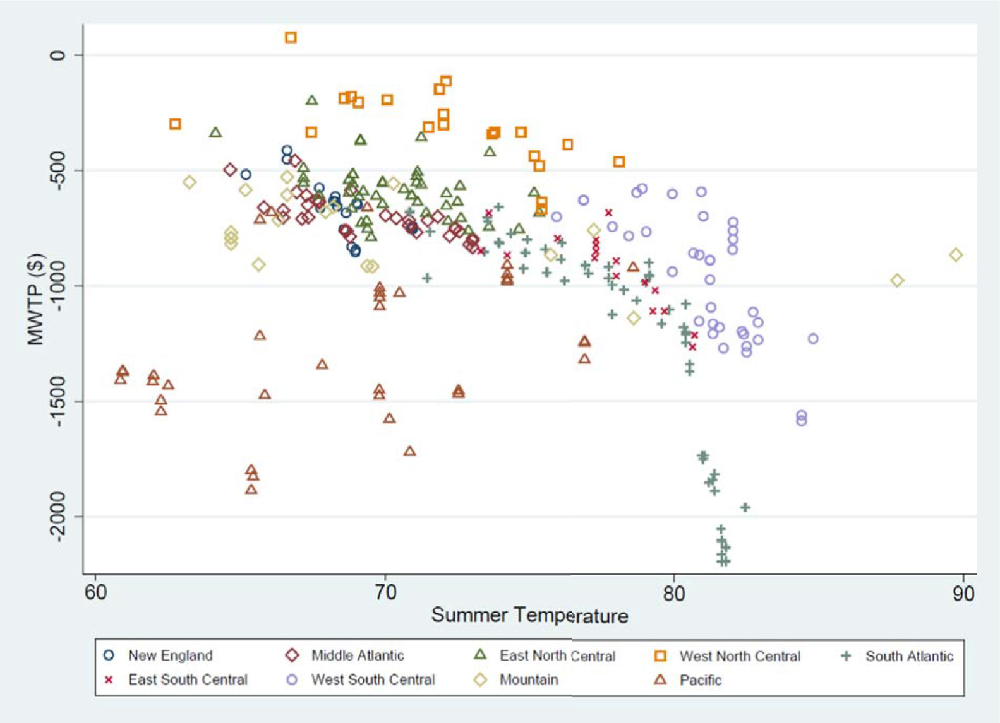 0
-500
-1000
-1500
-2000
MWTP ($)
60 70 80 90
Summer Temperature
New England Middle Atlantic East North Central West North Central South Atlantic
East South Central West South Central Mountain Pacific